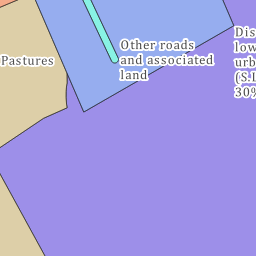 Pastures
Other roads
and associated
land
Dis
low
urb
(S.L
30%